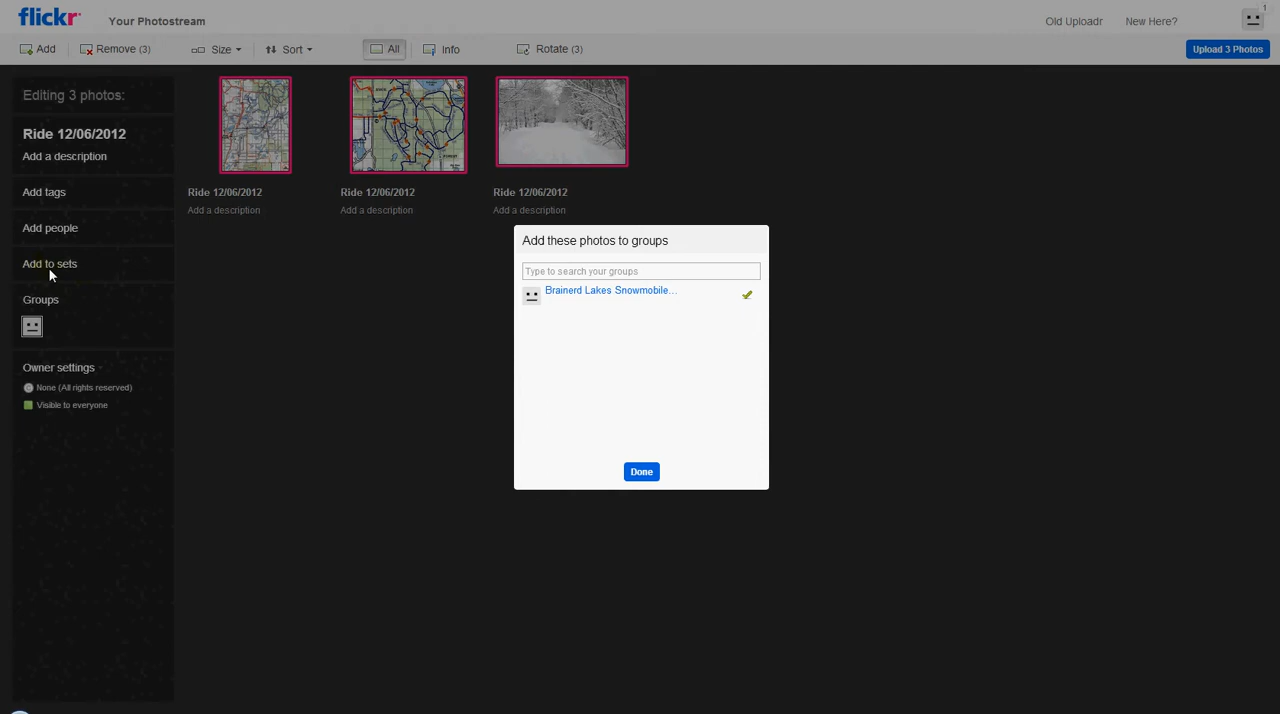 flickr
Your Photostream
Old Uploadr
New Here?
1
Add
Remove (3)
Size
Sort
All
Info
Rotate (3)
Upload 3 Photos
Editing 3 photos:
Ride 12/06/2012
Add a description
Add tags
Add people
Add to sets
Groups
Owner settings
None (All rights reserved)
Visible to everyone
Ride 12/06/2012
Add a description
Ride 12/06/2012
Add a description
Ride 12/06/2012
Add a description
Add these photos to groups
Type to search your groups
Brainerd Lakes Snowmobile...
Done